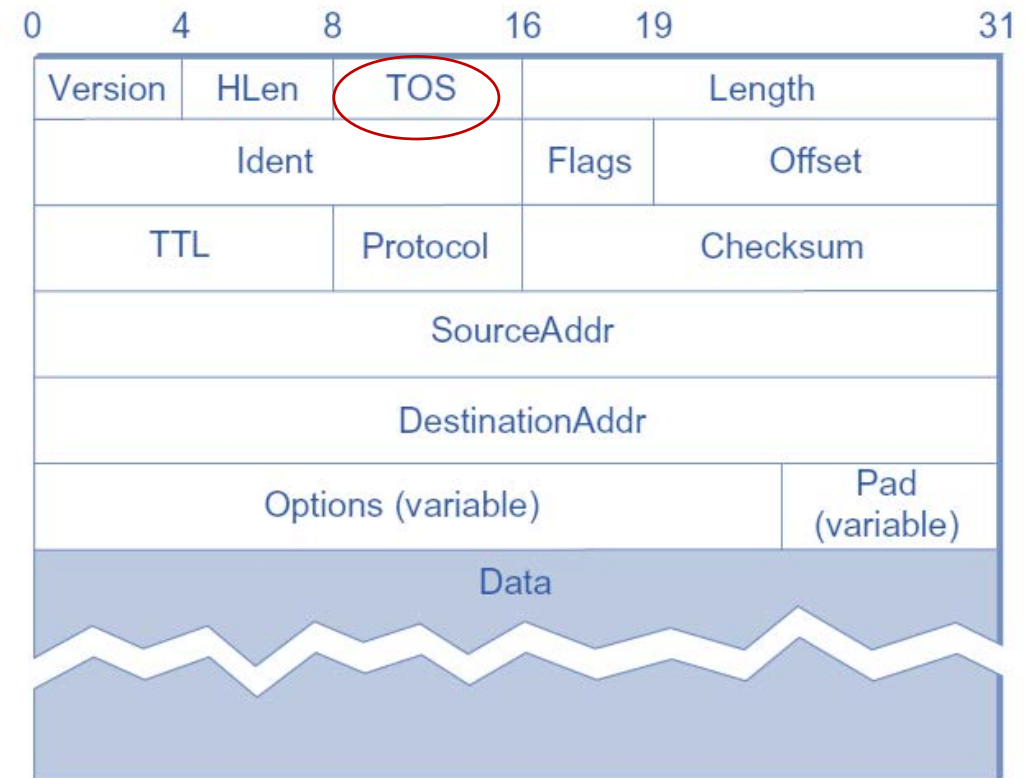 0 4 8 16 19 31
Version HLen TOS Length
Ident Flags Offset
TTL Protocol Checksum
SourceAddr
DestinationAddr
Options (variable) Pad
(variable)
Data